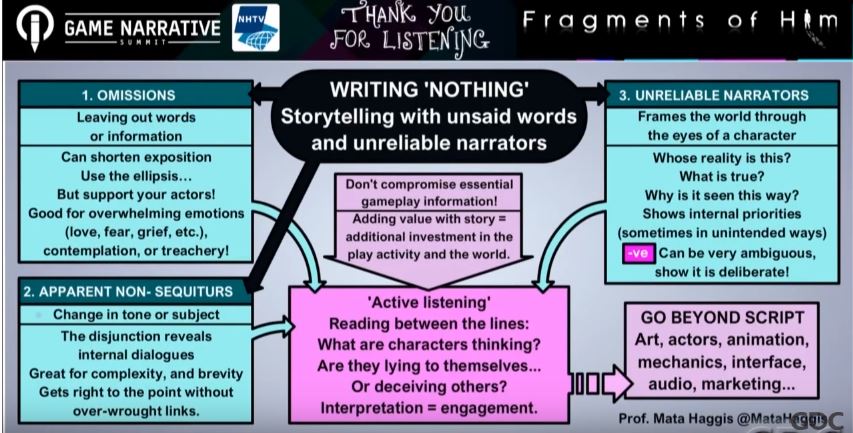 GAME NARRATIVE
SUMMIT
NHTV
THANK YOU
FOR LISTENING
Fragments of Him
WRITING 'NOTHING'
Storytelling with unsaid words
and unreliable narrators
1. OMISSIONS
Leaving out words
or information
Can shorten exposition
Use the ellipsis...
But support your actors!
Good for overwhelming emotions
(love, fear, grief, etc.),
contemplation, or treachery!
2. APPARENT NON- SEQUITURS
Change in tone or subject
The disjunction reveals
internal dialogues
Great for complexity, and brevity
Gets right to the point without
over-wrought links.
Don't compromise essential
gameplay information!
Adding value with story =
additional investment in the
play activity and the world.
'Active listening'
Reading between the lines:
What are characters thinking?
Are they lying to themselves...
Or deceiving others?
Interpretation = engagement.
3. UNRELIABLE NARRATORS
Frames the world through
the eyes of a character
Whose reality is this?
What is true?
Why is it seen this way?
Shows internal priorities
(sometimes in unintended ways)
-ve Can be very ambiguous,
show it is deliberate!
GO BEYOND SCRIPT
Art, actors, animation,
mechanics, interface,
audio, marketing...
Prof. Mata Haggis @MataHaggis
GDC